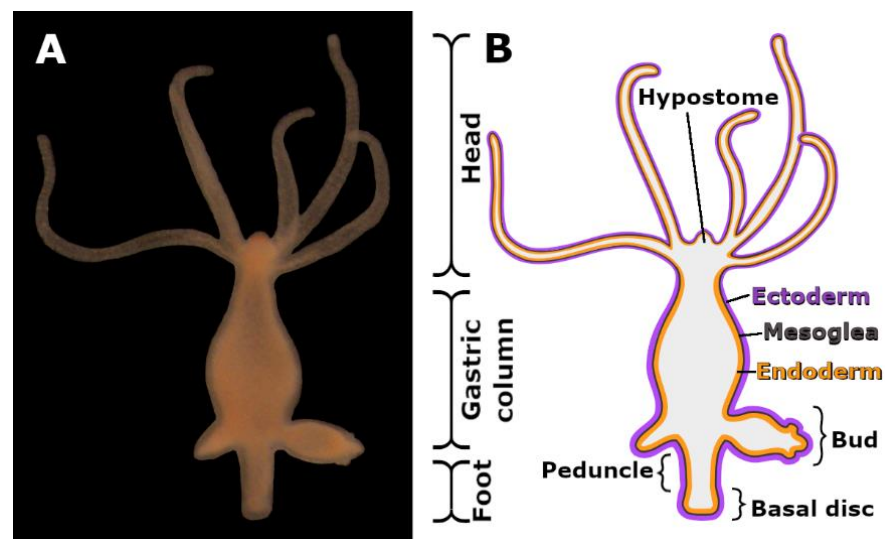 A
B
Head
Gastric
column
Foot
Hypostome
Ectoderm
Mesoglea
Endoderm
Bud
Peduncle
Basal disc